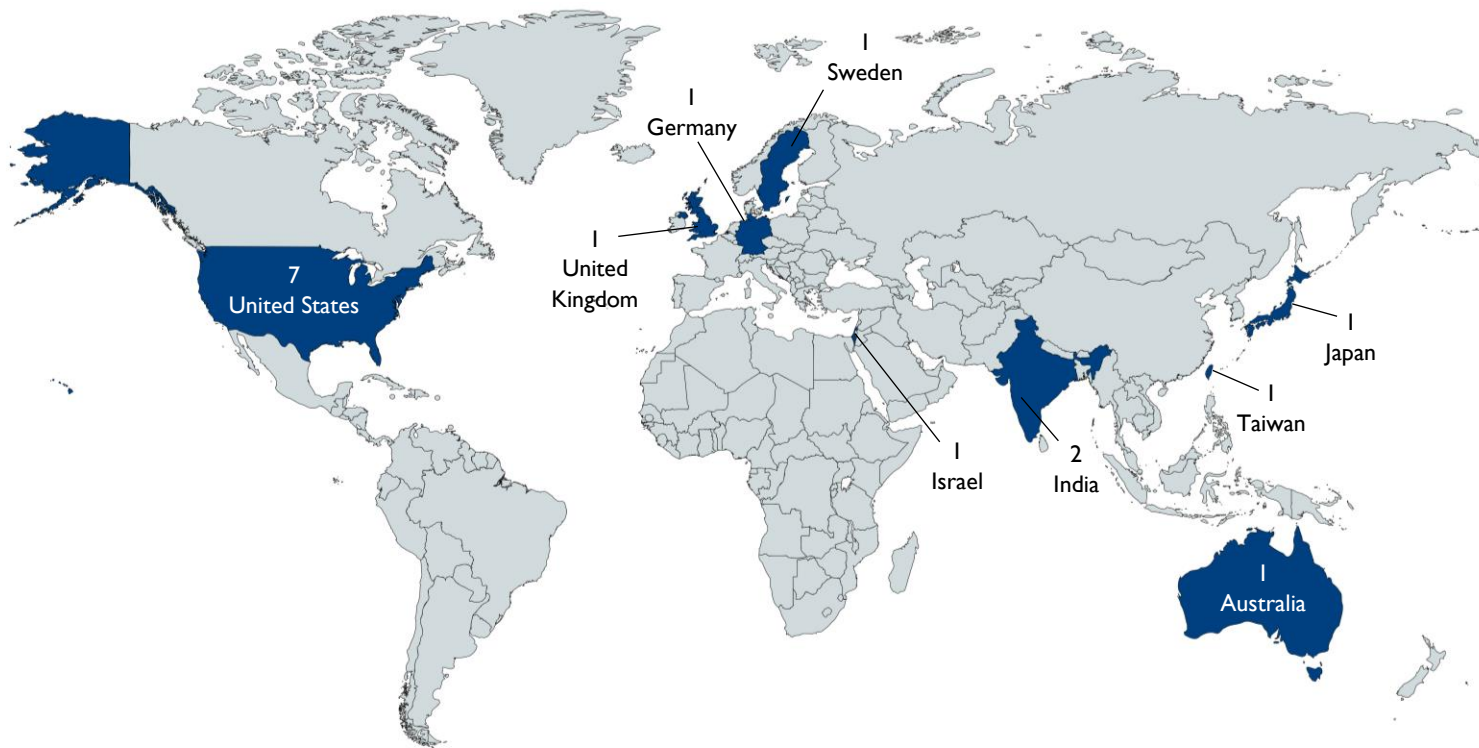 1
Sweden
1
Germany
1
United
Kingdom
7
United States
1
Japan
1
Taiwan
1
Israel
2
India
1
Australia